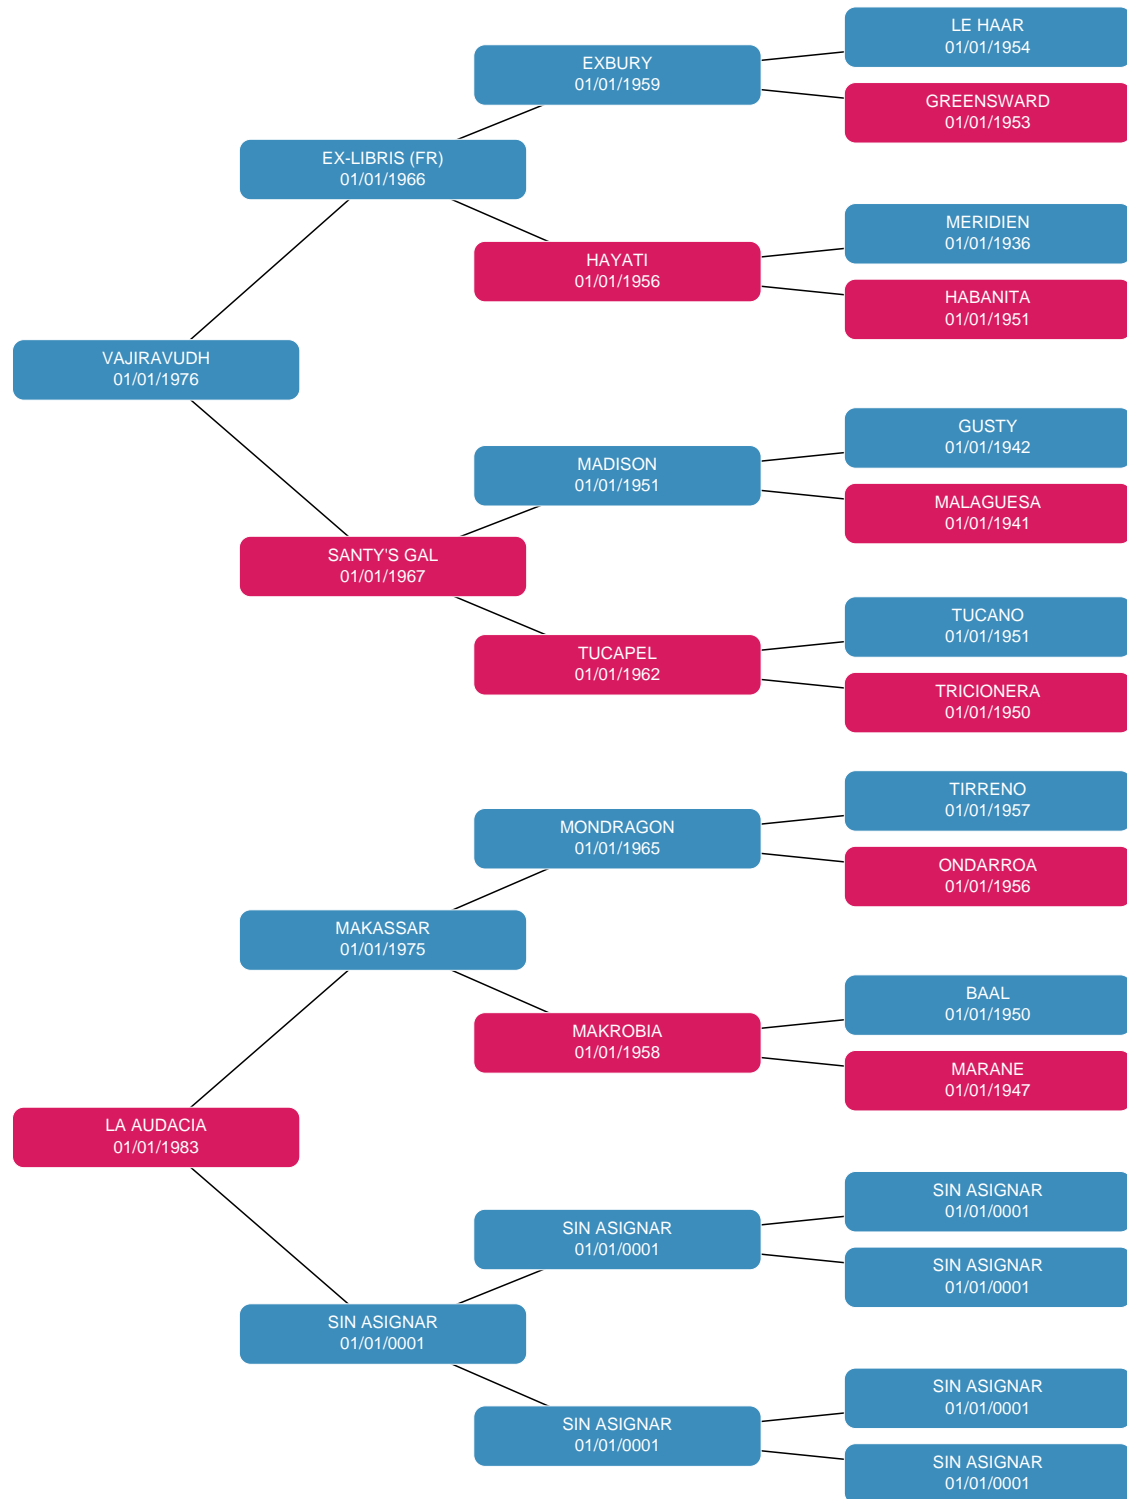 LE HAAR
01/01/1954
EXBURY
01/01/1959
GREENSWARD
01/01/1953
EX-LIBRIS (FR)
01/01/1966
MERIDIEN
01/01/1936
HAYATI
01/01/1956
HABANITA
01/01/1951
VAJIRAVUDH
01/01/1976
GUSTY
01/01/1942
MADISON
01/01/1951
MALAGUESA
01/01/1941
SANTY'S GAL
01/01/1967
TUCANO
01/01/1951
TUCAPEL
01/01/1962
TRICIONERA
01/01/1950
TIRRENO
01/01/1957
MONDRAGON
01/01/1965
ONDARROA
01/01/1956
MAKASSAR
01/01/1975
BAAL
01/01/1950
MAKROBIA
01/01/1958
MARANE
01/01/1947
LA AUDACIA
01/01/1983
SIN ASIGNAR
01/01/0001
SIN ASIGNAR
01/01/0001
SIN ASIGNAR
01/01/0001
SIN ASIGNAR
01/01/0001
SIN ASIGNAR
01/01/0001
SIN ASIGNAR
01/01/0001
SIN ASIGNAR
01/01/0001